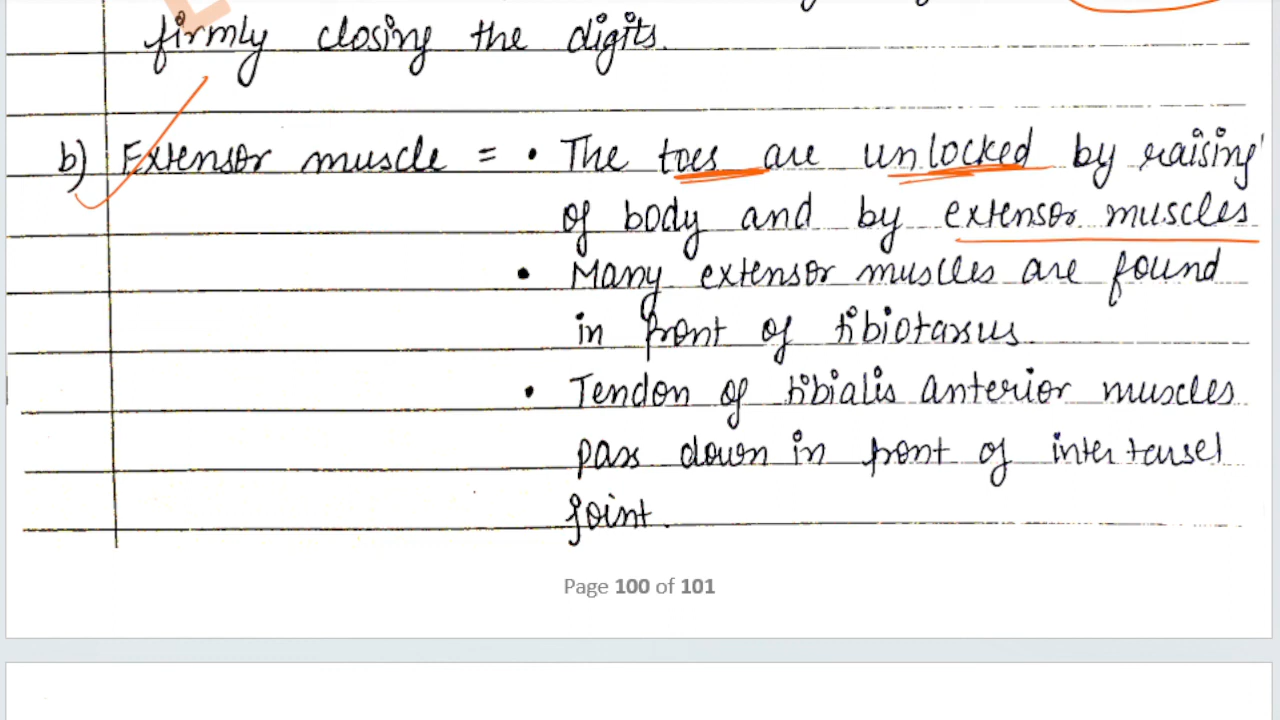 firmly closing the digits.
b) Extensor muscle = • The toes are unlocked by raising
of body and by extensor muscles
• Many extensor muscles are found
in front of tibiotarsus.
• Tendon of tibialis anterior muscles
pass down in front of intertarsel
joint.
Page 100 of 101